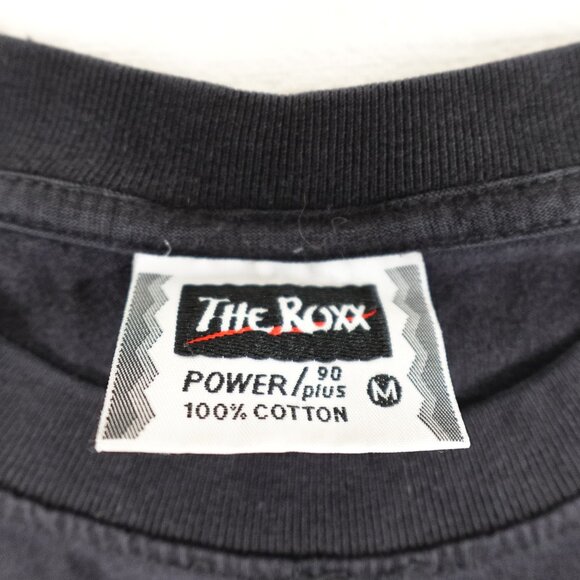 THE ROXX
POWER/90 plus M
100% COTTON